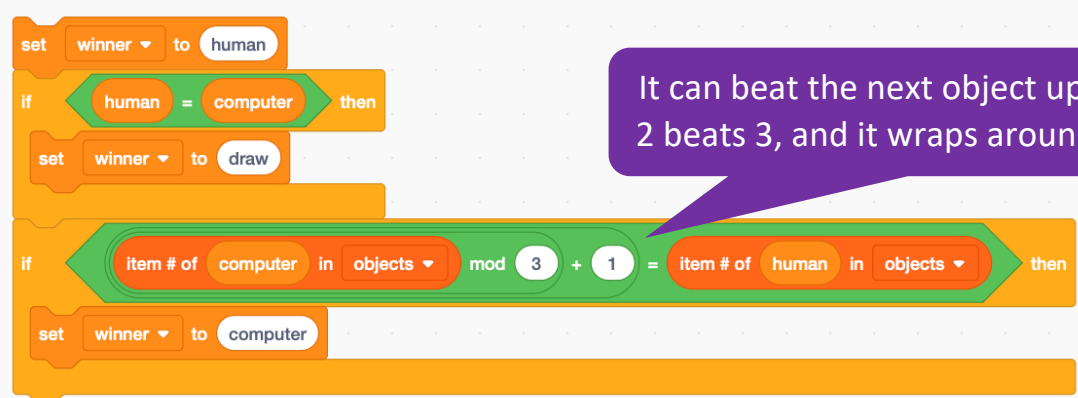 set winner to human
if human = computer then
It can beat the next object up
2 beats 3, and it wraps aroun
set winner to draw
if item # of computer in objects mod 3 + 1 = item # of human in objects then
set winner to computer